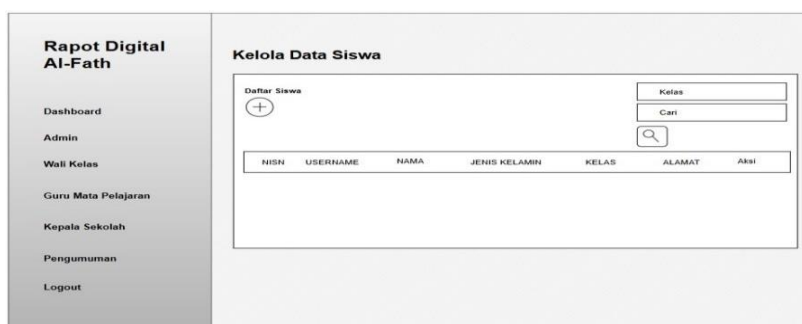 Rapot Digital
Al-Fath
Dashboard
Admin
Wali Kelas
Guru Mata Pelajaran
Kepala Sekolah
Pengumuman
Logout
Kelola Data Siswa
Daftar Siswa
Kelas
Cari
NISN USERNAME NAMA JENIS KELAMIN KELAS ALAMAT Aksi